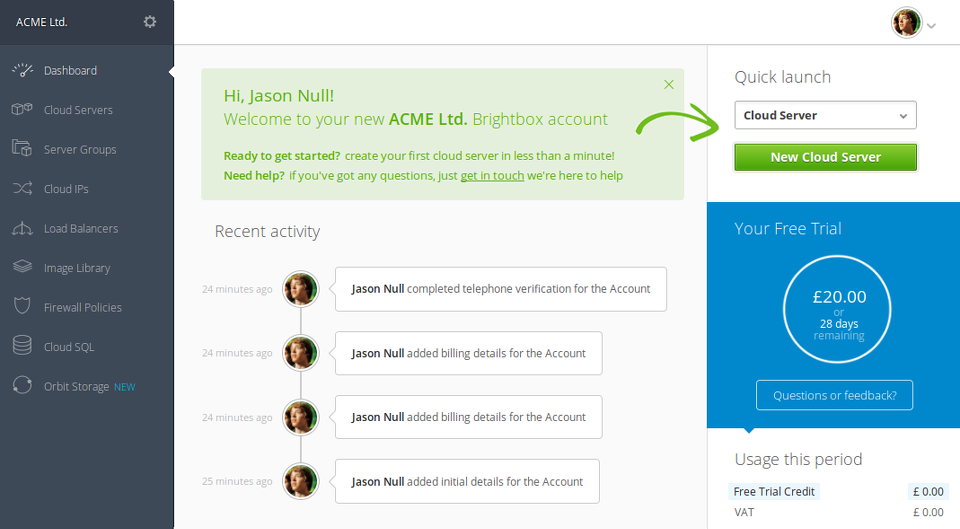 ACME Ltd.
Dashboard
Cloud Servers
Server Groups
Cloud IPs
Load Balancers
Image Library
Firewall Policies
Cloud SQL
Orbit Storage NEW
Hi, Jason Null!
Welcome to your new ACME Ltd. Brightbox account
Ready to get started? create your first cloud server in less than a minute!
Need help? if you've got any questions, just get in touch we're here to help
Recent activity
24 minutes ago Jason Null completed telephone verification for the Account
24 minutes ago Jason Null added billing details for the Account
24 minutes ago Jason Null added billing details for the Account
25 minutes ago Jason Null added initial details for the Account
Quick launch
Cloud Server
New Cloud Server
Your Free Trial
£20.00
or
28 days
remaining
Questions or feedback?
Usage this period
Free Trial Credit £ 0.00
VAT £ 0.00